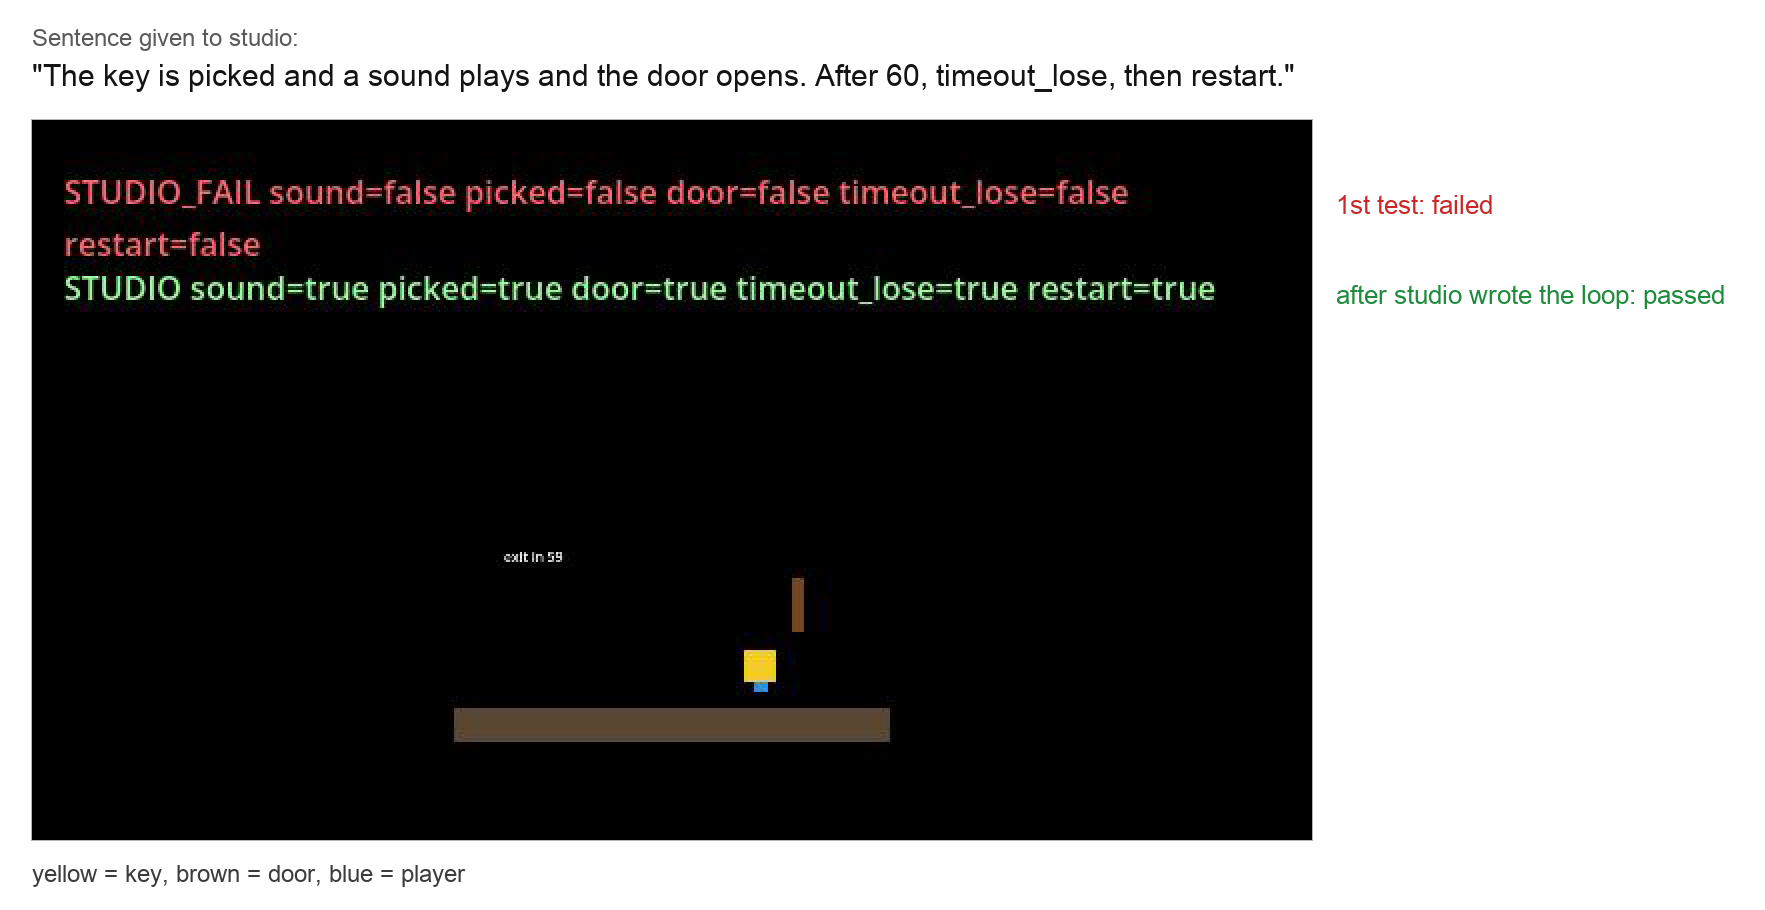 Sentence given to studio:
"The key is picked and a sound plays and the door opens. After 60, timeout_lose, then restart."
STUDIO_FAIL sound=false picked=false door=false timeout_lose=false
restart=false
1st test: failed
STUDIO sound=true picked=true door=true timeout_lose=true restart=true
after studio wrote the loop: passed
exit in 59
yellow = key, brown = door, blue = player